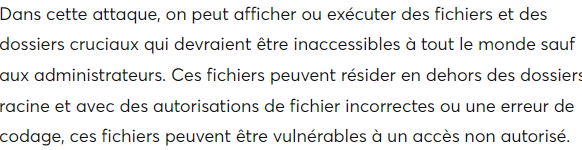 Dans cette attaque, on peut afficher ou exécuter des fichiers et des
dossiers cruciaux qui devraient être inaccessibles à tout le monde sauf
aux administrateurs. Ces fichiers peuvent résider en dehors des dossiers
racine et avec des autorisations de fichier incorrectes ou une erreur de
codage, ces fichiers peuvent être vulnérables à un accès non autorisé.